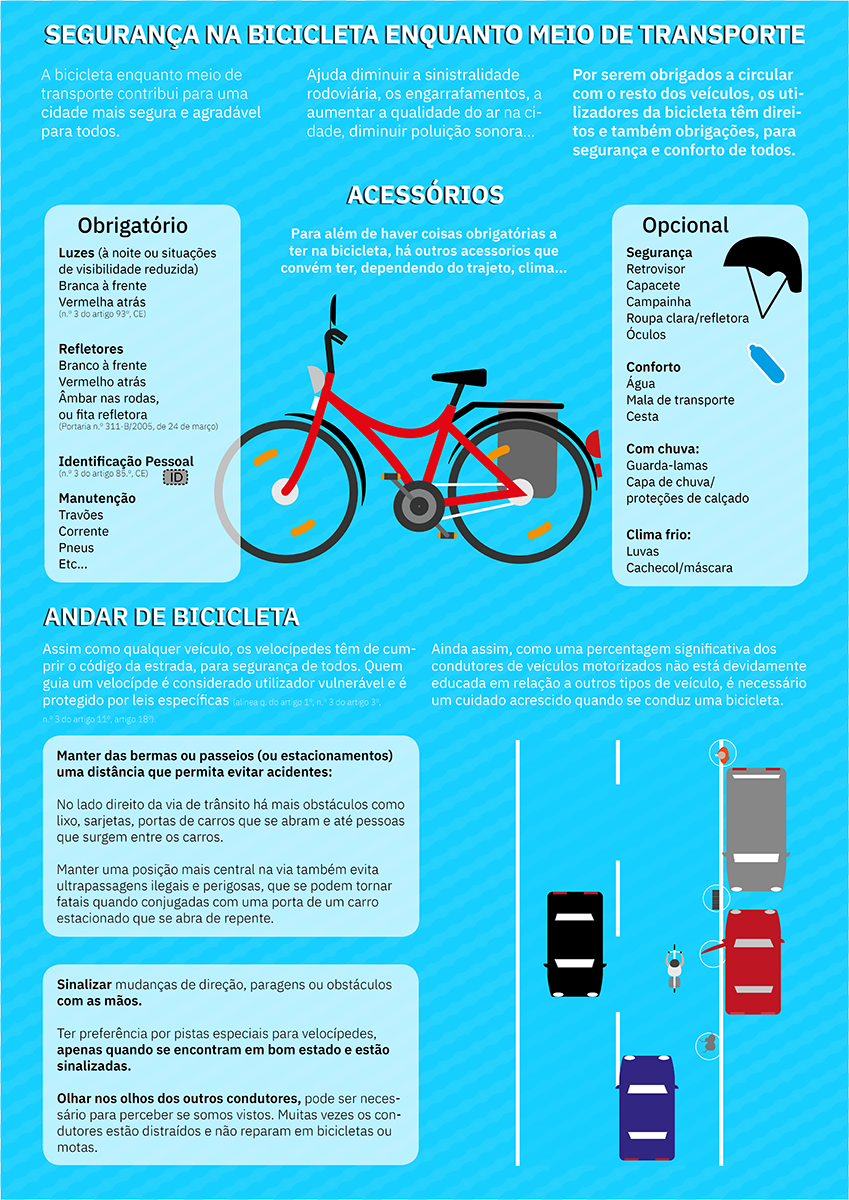 SEGURANÇA NA BICICLETA ENQUANTO MEIO DE TRANSPORTE
A bicicleta enquanto meio de
transporte contribui para uma
cidade mais segura e agradável
para todos.
Ajuda diminuir a sinistralidade
rodoviária, os engarrafamentos, a
aumentar a qualidade do ar na ci-
dade, diminuir poluição sonora...
Por serem obrigados a circular
com o resto dos veículos, os uti-
lizadores da bicicleta têm direi-
tos e também obrigações, para
segurança e conforto de todos.
ACESSÓRIOS
Para além de haver coisas obrigatórias a
ter na bicicleta, há outros acessorios que
convém ter, dependendo do trajeto, clima...
Obrigatório
Luzes (à noite ou situações
de visibilidade reduzida)
Branca à frente
Vermelha atrás
(n.º 3 do artigo 93º, CE)
Refletores
Branco à frente
Vermelho atrás
Âmbar nas rodas,
ou fita refletora
(Portaria n.º 311-B/2005, de 24 de março)
Identificação Pessoal
(n.º 3 do artigo 85.º, CE)
iD
Manutenção
Travões
Corrente
Pneus
Etc...
Opcional
Segurança
Retrovisor
Capacete
Campainha
Roupa clara/refletora
Óculos
Conforto
Água
Mala de transporte
Cesta
Com chuva:
Guarda-lamas
Capa de chuva/
proteções de calçado
Clima frio:
Luvas
Cachecol/máscara
ANDAR DE BICICLETA
Assim como qualquer veículo, os velocípedes têm de cum-
prir o código da estrada, para segurança de todos. Quem
guia um velocípde é considerado utilizador vulnerável e é
protegido por leis específicas (alínea q. do artigo 1º, n.º 3 do artigo 3º,
n.º 3 do artigo 11º, artigo 18º).
Ainda assim, como uma percentagem significativa dos
condutores de veículos motorizados não está devidamente
educada em relação a outros tipos de veículo, é necessário
um cuidado acrescido quando se conduz uma bicicleta.
Manter das bermas ou passeios (ou estacionamentos)
uma distância que permita evitar acidentes:
No lado direito da via de trânsito há mais obstáculos como
lixo, sarjetas, portas de carros que se abram e até pessoas
que surgem entre os carros.
Manter uma posição mais central na via também evita
ultrapassagens ilegais e perigosas, que se podem tornar
fatais quando conjugadas com uma porta de um carro
estacionado que se abra de repente.
Sinalizar mudanças de direção, paragens ou obstáculos
com as mãos.
Ter preferência por pistas especiais para velocípedes,
apenas quando se encontram em bom estado e estão
sinalizadas.
Olhar nos olhos dos outros condutores, pode ser neces-
sário para perceber se somos vistos. Muitas vezes os con-
dutores estão distraídos e não reparam em bicicletas ou
motas.